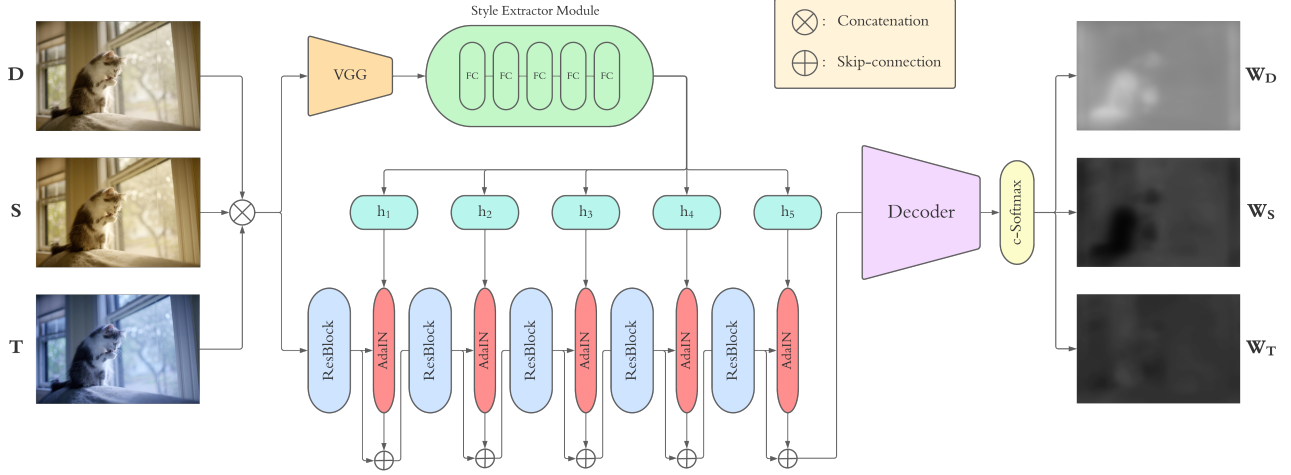 Style Extractor Module
: Concatenation
: Skip-connection
D
VGG
FC FC FC FC FC
W_D
S
h₁ h₂ h₃ h₄ h₅
Decoder
c-Softmax
W_S
T
ResBlock AdaIN ResBlock AdaIN ResBlock AdaIN ResBlock AdaIN ResBlock AdaIN
W_T